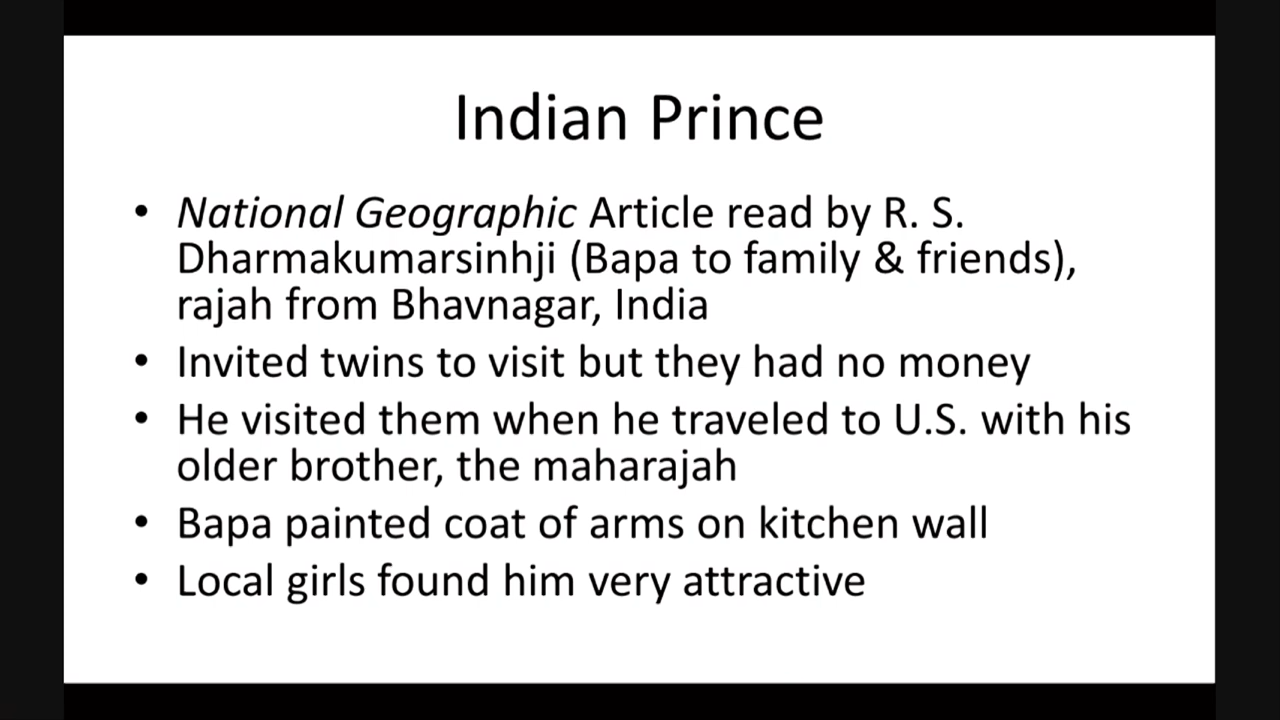 Indian Prince
• National Geographic Article read by R. S.
Dharmakumarsinhji (Bapa to family & friends),
rajah from Bhavnagar, India
• Invited twins to visit but they had no money
• He visited them when he traveled to U.S. with his
older brother, the maharajah
• Bapa painted coat of arms on kitchen wall
• Local girls found him very attractive